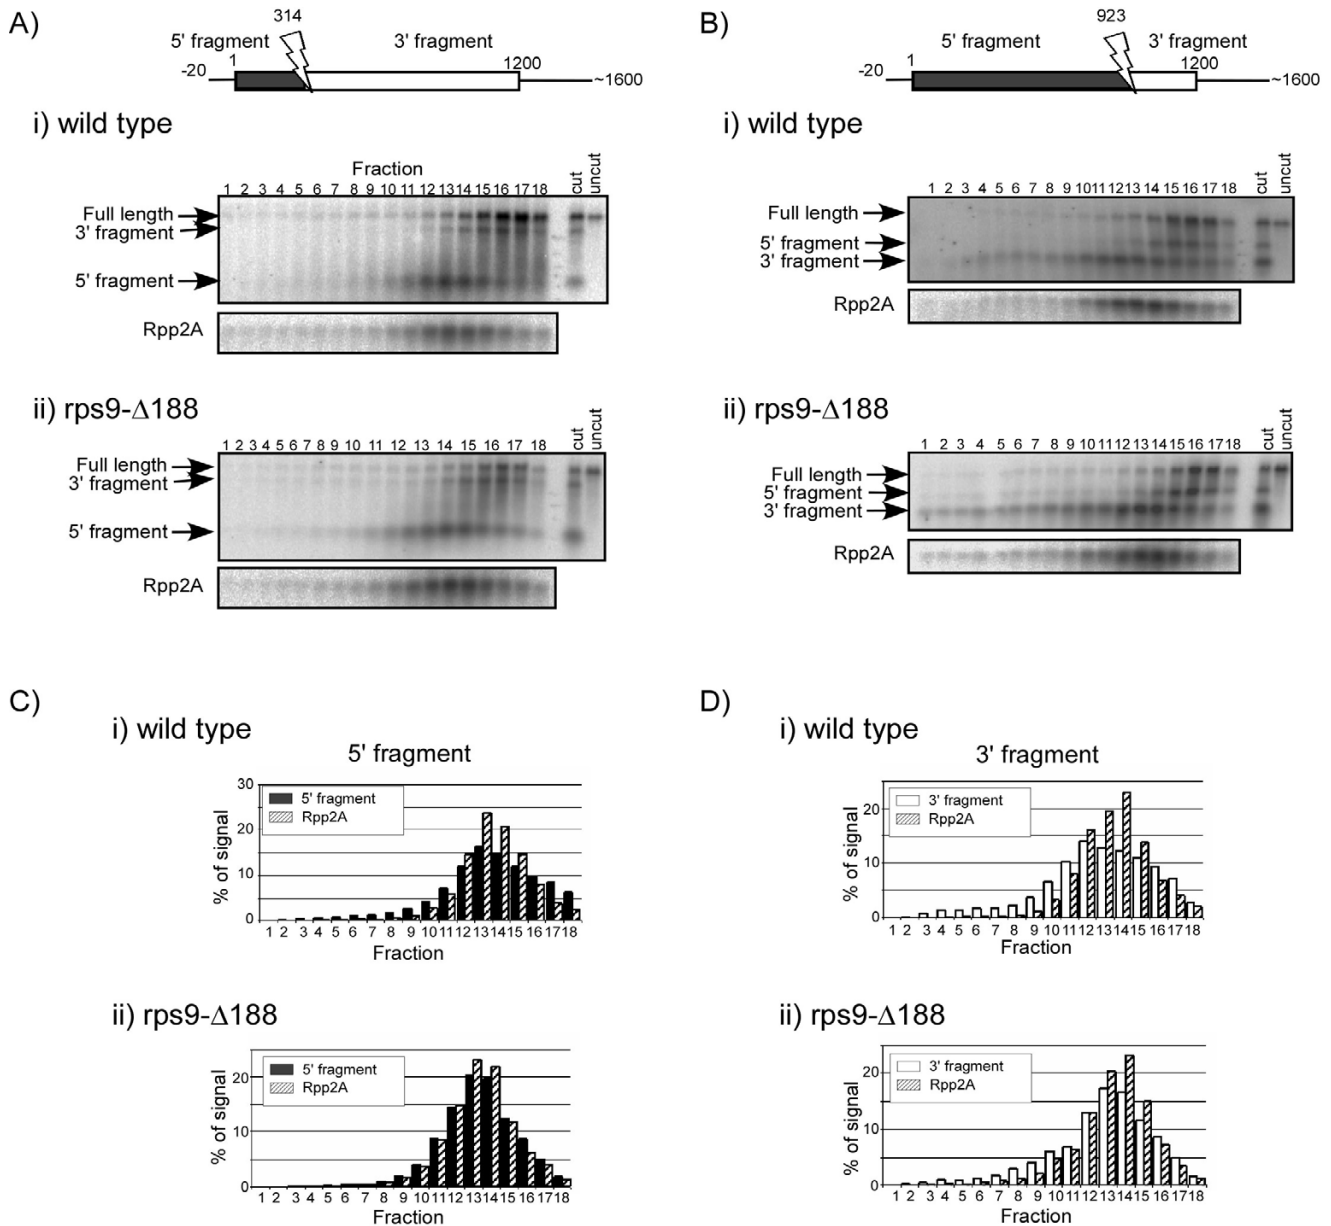 A)
314
5' fragment
3' fragment
-20
1
1200
~1600
i) wild type
Fraction
1 2 3 4 5 6 7 8 9 10 11 12 13 14 15 16 17 18 cut uncut
Full length
3' fragment
5' fragment
Rpp2A
ii) rps9-Δ188
1 2 3 4 5 6 7 8 9 10 11 12 13 14 15 16 17 18 cut uncut
Full length
3' fragment
5' fragment
Rpp2A
B)
923
5' fragment
3' fragment
-20
1
1200
~1600
i) wild type
1 2 3 4 5 6 7 8 9 10 11 12 13 14 15 16 17 18 cut uncut
Full length
5' fragment
3' fragment
Rpp2A
ii) rps9-Δ188
1 2 3 4 5 6 7 8 9 10 11 12 13 14 15 16 17 18 cut uncut
Full length
5' fragment
3' fragment
Rpp2A
C)
i) wild type
5' fragment
% of signal
30
20
10
0
5' fragment
Rpp2A
1 2 3 4 5 6 7 8 9 10 11 12 13 14 15 16 17 18
Fraction
ii) rps9-Δ188
% of signal
20
10
0
5' fragment
Rpp2A
1 2 3 4 5 6 7 8 9 10 11 12 13 14 15 16 17 18
Fraction
D)
i) wild type
3' fragment
% of signal
20
10
0
3' fragment
Rpp2A
1 2 3 4 5 6 7 8 9 10 11 12 13 14 15 16 17 18
Fraction
ii) rps9-Δ188
% of signal
20
10
0
3' fragment
Rpp2A
1 2 3 4 5 6 7 8 9 10 11 12 13 14 15 16 17 18
Fraction